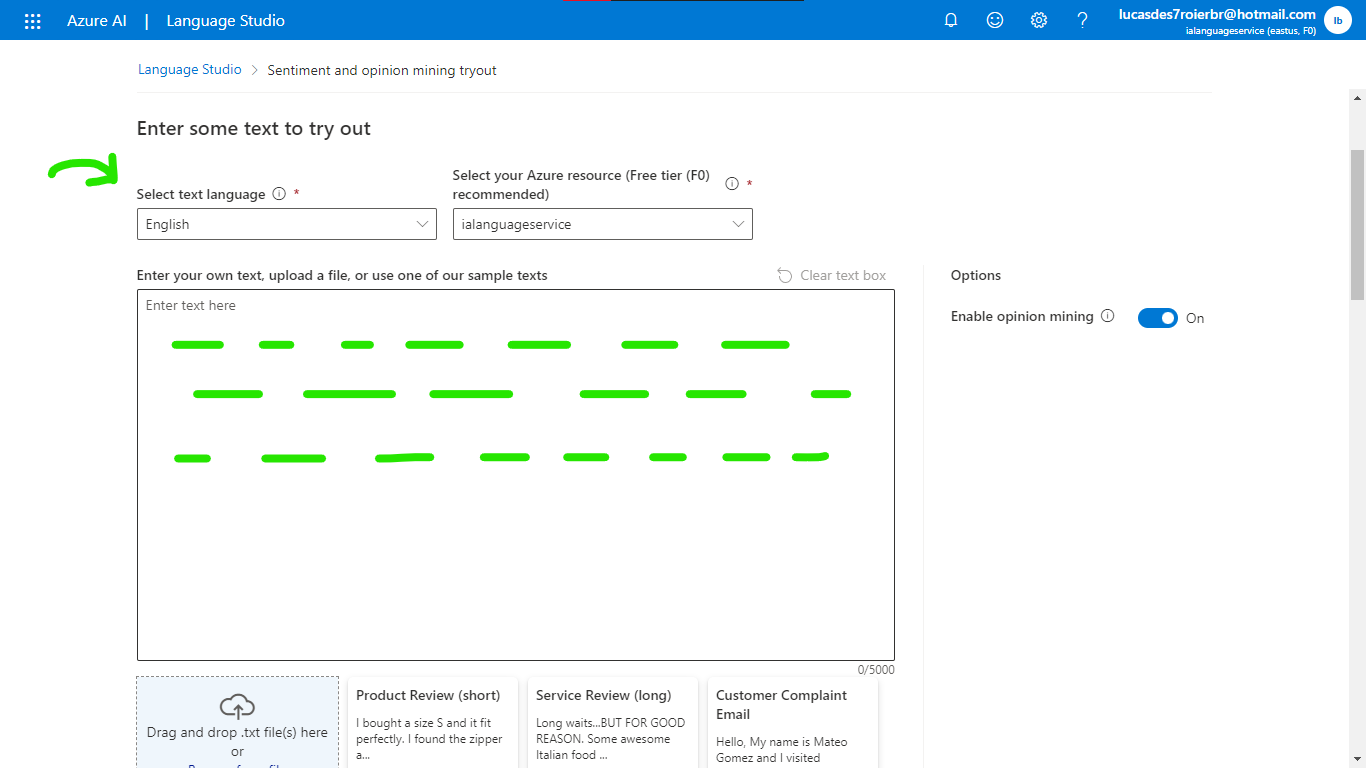 Azure AI | Language Studio
lucasdes7roierbr@hotmail.com
ialanguageservice (eastus, F0)
lb
Language Studio > Sentiment and opinion mining tryout
Enter some text to try out
Select text language *
Select your Azure resource (Free tier (F0)
recommended) *
English
ialanguageservice
Enter your own text, upload a file, or use one of our sample texts
Clear text box
Enter text here
0/5000
Options
Enable opinion mining
On
Drag and drop .txt file(s) here
or
Product Review (short)
I bought a size S and it fit
perfectly. I found the zipper
a...
Service Review (long)
Long waits...BUT FOR GOOD
REASON. Some awesome
Italian food ...
Customer Complaint
Email
Hello, My name is Mateo
Gomez and I visited